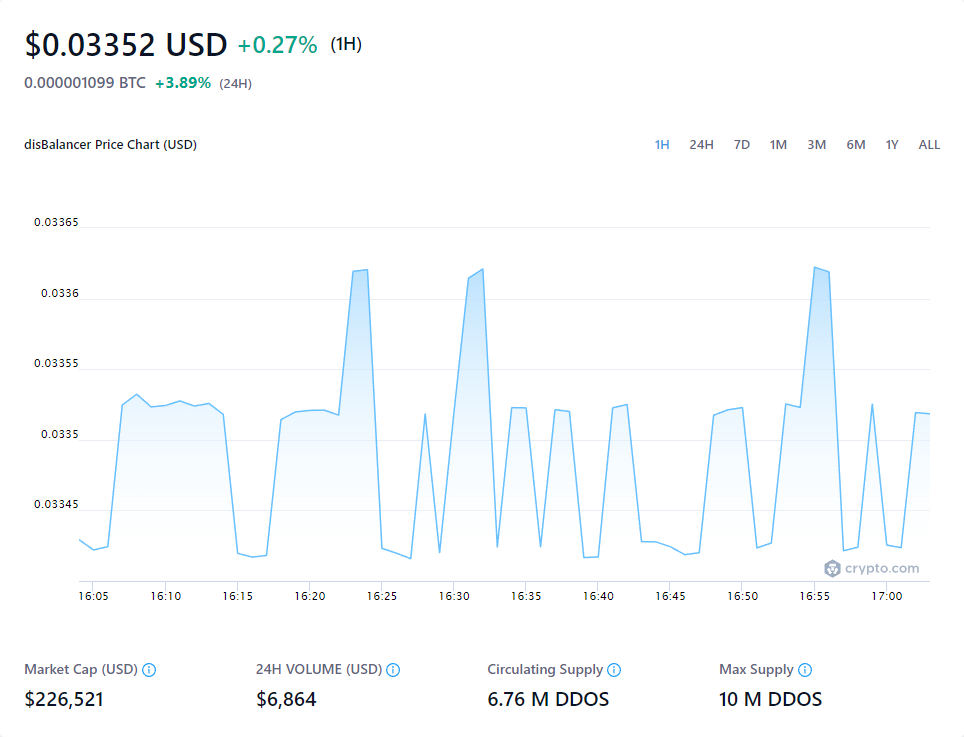 $0.03352 USD +0.27% (1H)
0.000001099 BTC +3.89% (24H)
disBalancer Price Chart (USD) 1H 24H 7D 1M 3M 6M 1Y ALL
0.03365
0.0336
0.03355
0.0335
0.03345
crypto.com
16:05 16:10 16:15 16:20 16:25 16:30 16:35 16:40 16:45 16:50 16:55 17:00
Market Cap (USD) 24H VOLUME (USD) Circulating Supply Max Supply
$226,521 $6,864 6.76 M DDOS 10 M DDOS